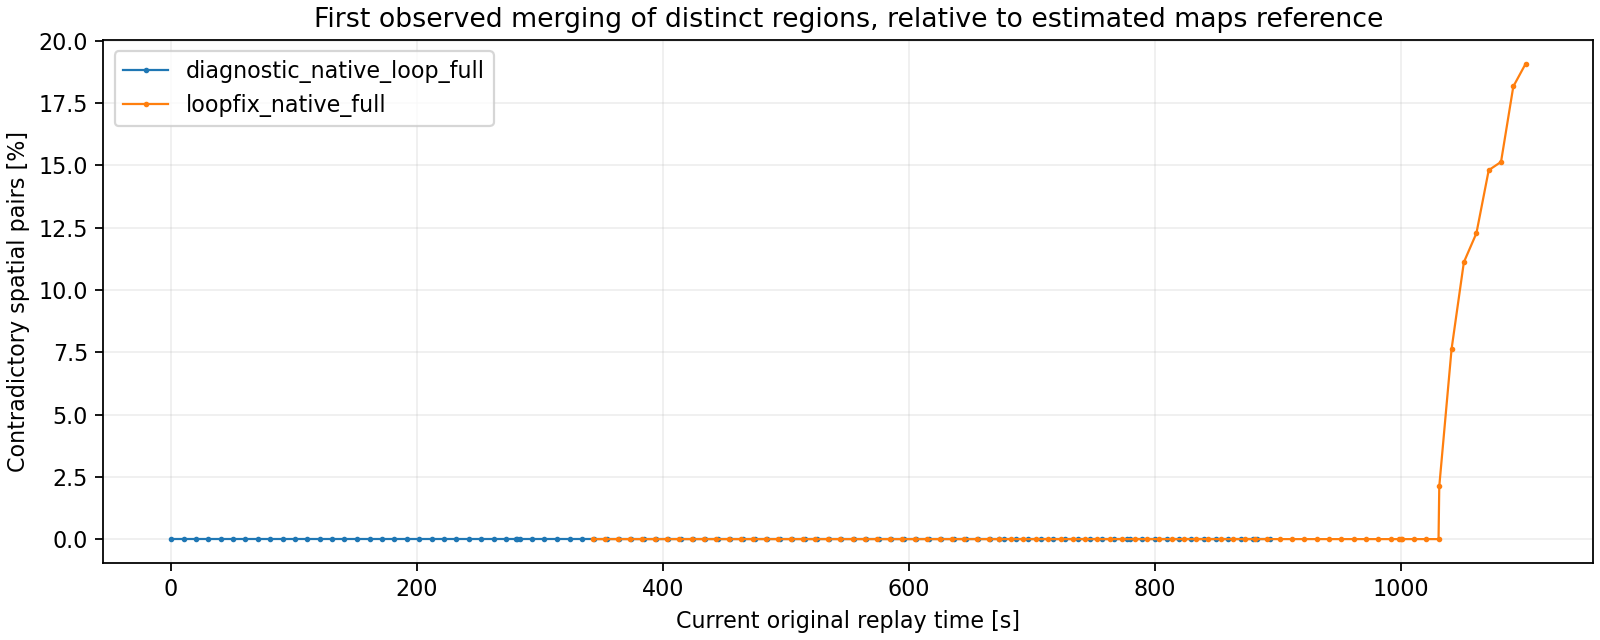 First observed merging of distinct regions, relative to estimated maps reference
diagnostic_native_loop_full
loopfix_native_full
Contradictory spatial pairs [%]
20.0
17.5
15.0
12.5
10.0
7.5
5.0
2.5
0.0
0 200 400 600 800 1000
Current original replay time [s]